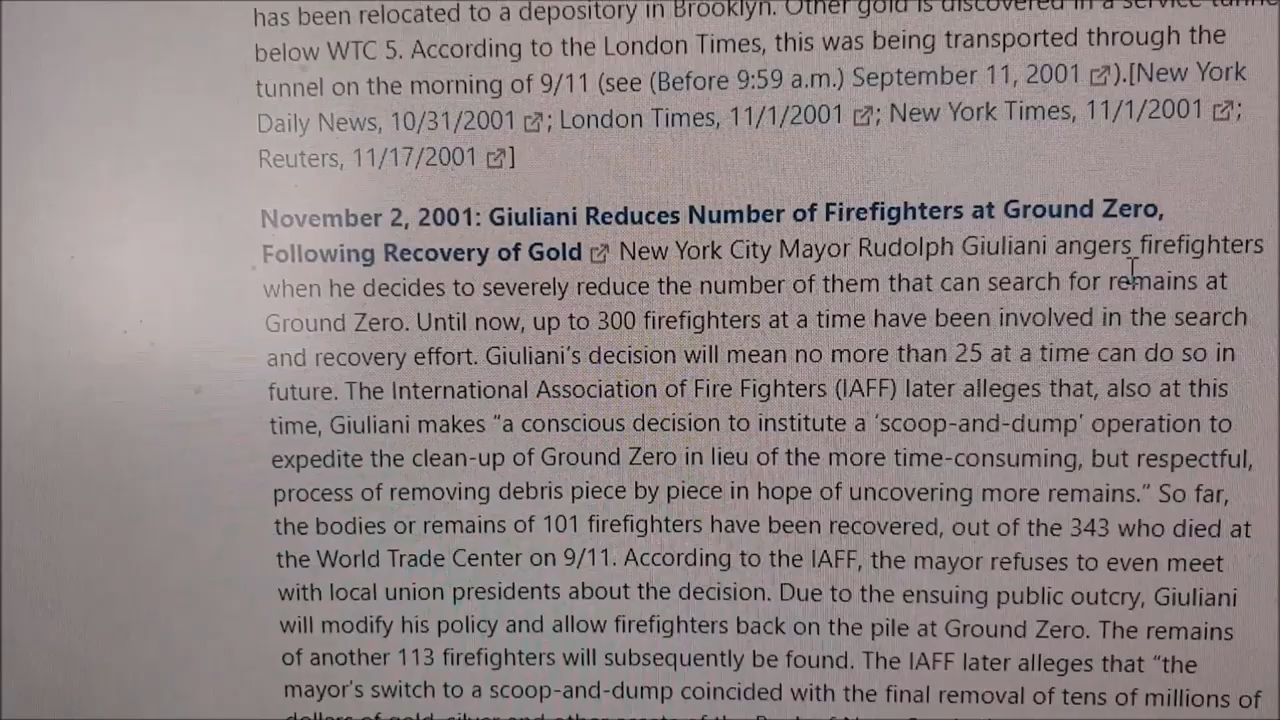 has been relocated to a depository in Brooklyn. Other gold is discovered in a service tunne
below WTC 5. According to the London Times, this was being transported through the
tunnel on the morning of 9/11 (see (Before 9:59 a.m.) September 11, 2001 ).[New York
Daily News, 10/31/2001 ; London Times, 11/1/2001 ; New York Times, 11/1/2001 ;
Reuters, 11/17/2001 ]
November 2, 2001: Giuliani Reduces Number of Firefighters at Ground Zero,
Following Recovery of Gold New York City Mayor Rudolph Giuliani angers firefighters
when he decides to severely reduce the number of them that can search for remains at
Ground Zero. Until now, up to 300 firefighters at a time have been involved in the search
and recovery effort. Giuliani's decision will mean no more than 25 at a time can do so in
future. The International Association of Fire Fighters (IAFF) later alleges that, also at this
time, Giuliani makes “a conscious decision to institute a ‘scoop-and-dump’ operation to
expedite the clean-up of Ground Zero in lieu of the more time-consuming, but respectful,
process of removing debris piece by piece in hope of uncovering more remains.” So far,
the bodies or remains of 101 firefighters have been recovered, out of the 343 who died at
the World Trade Center on 9/11. According to the IAFF, the mayor refuses to even meet
with local union presidents about the decision. Due to the ensuing public outcry, Giuliani
will modify his policy and allow firefighters back on the pile at Ground Zero. The remains
of another 113 firefighters will subsequently be found. The IAFF later alleges that “the
mayor's switch to a scoop-and-dump coincided with the final removal of tens of millions of
dollars of gold, silver and other assets of the